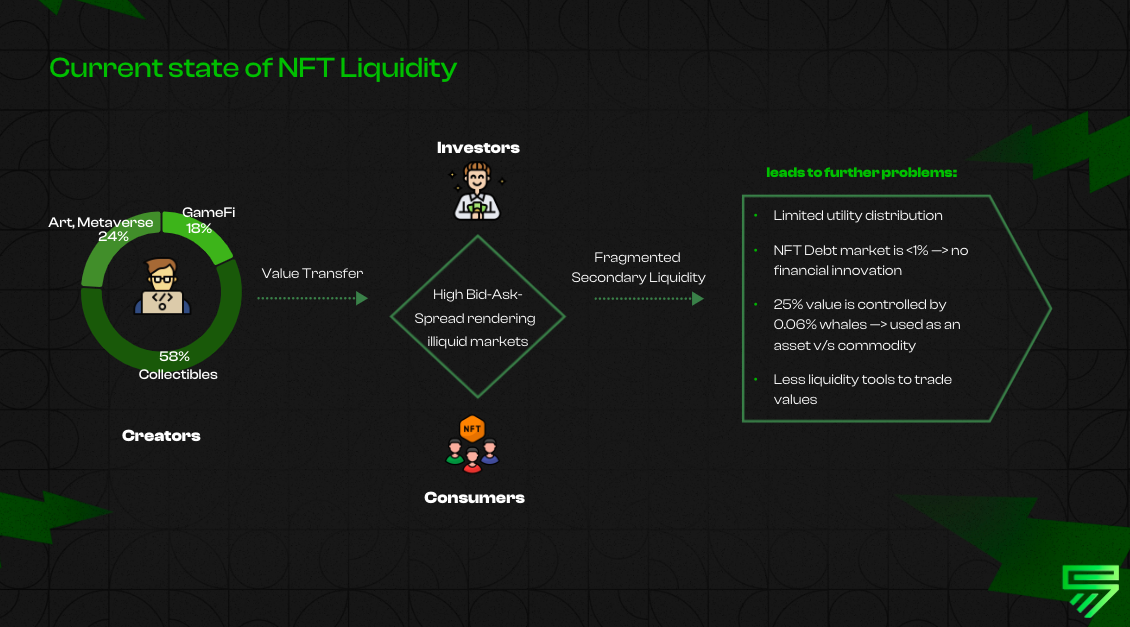 Current state of NFT Liquidity
Art, Metaverse
24%
GameFi
18%
58%
Collectibles
Creators
Value Transfer
Investors
High Bid-Ask-
Spread rendering
illiquid markets
NFT
Consumers
Fragmented
Secondary Liquidity
leads to further problems:
• Limited utility distribution
• NFT Debt market is <1% —> no
financial innovation
• 25% value is controlled by
0.06% whales —> used as an
asset v/s commodity
• Less liquidity tools to trade
values